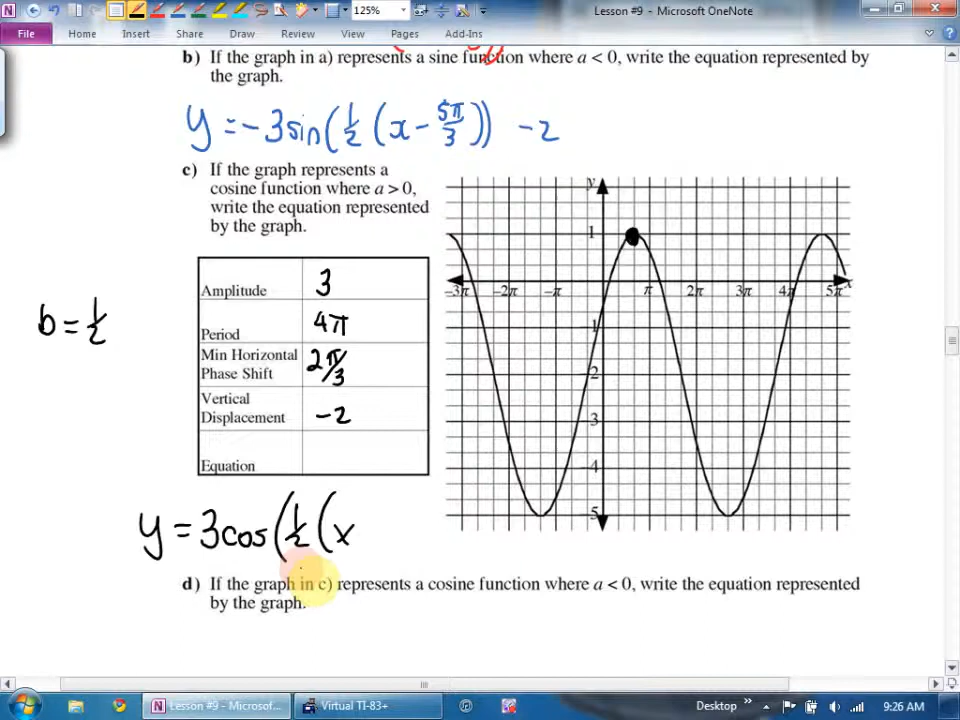 Lesson #9 - Microsoft OneNote
125%
File Home Insert Share Draw Review View Pages Add-Ins
b) If the graph in a) represents a sine function where a < 0, write the equation represented by
the graph.
y = -3sin(1/2 (x - 5π/3)) -2
c) If the graph represents a
cosine function where a > 0,
write the equation represented
by the graph.
Amplitude 3
Period 4π
Min Horizontal
Phase Shift 2π/3
Vertical
Displacement -2
Equation
b = 1/2
y
1
-3π -2π -π π 2π 3π 4π 5π x
1
2
3
-4
5
y = 3cos(1/2 (x
d) If the graph in c) represents a cosine function where a < 0, write the equation represented
by the graph.
Lesson #9 - Microso...
Virtual TI-83+
Desktop
9:26 AM